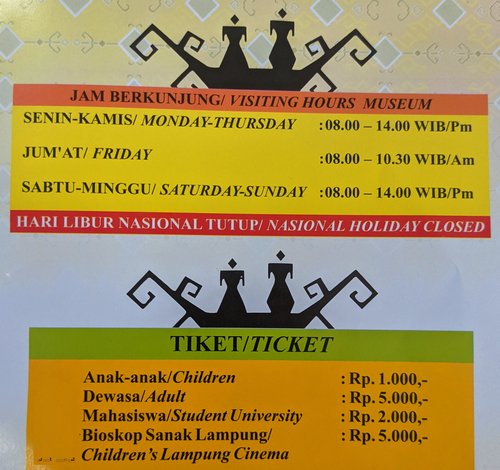 JAM BERKUNJUNG/ VISITING HOURS MUSEUM
SENIN-KAMIS/ MONDAY-THURSDAY :08.00 – 14.00 WIB/Pm
JUM'AT/ FRIDAY :08.00 – 10.30 WIB/Am
SABTU-MINGGU/ SATURDAY-SUNDAY :08.00 – 14.00 WIB/Pm
HARI LIBUR NASIONAL TUTUP/ NASIONAL HOLIDAY CLOSED
TIKET/TICKET
Anak-anak/Children : Rp. 1.000,-
Dewasa/Adult : Rp. 5.000,-
Mahasiswa/Student University : Rp. 2.000,-
Bioskop Sanak Lampung/ : Rp. 5.000,-
Children's Lampung Cinema